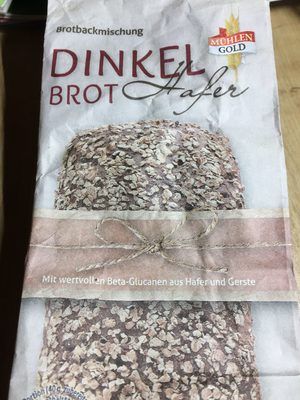 Brotbackmischung
MÜHLEN
GOLD
DINKEL
BROT Hafer
Mit wertvollen Beta-Glucanen aus Hafer und Gerste